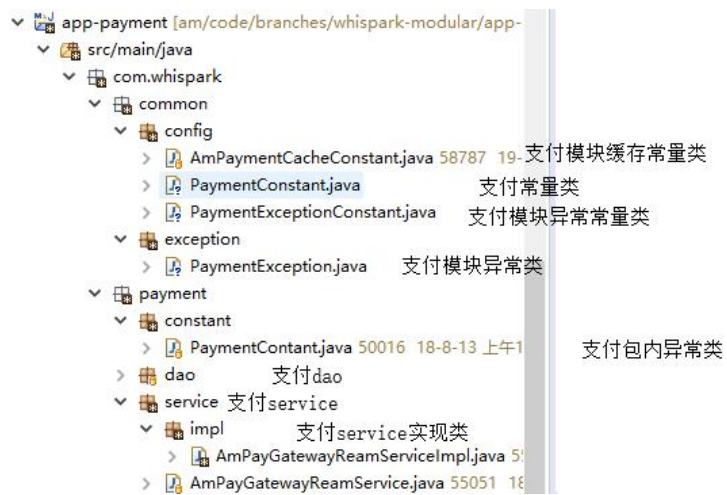 app-payment [am/code/branches/whispark-modular/app-
src/main/java
com.whispark
common
config
AmPaymentCacheConstant.java 58787 19- 支付模块缓存常量类
PaymentConstant.java 支付常量类
PaymentExceptionConstant.java 支付模块异常常量类
exception
PaymentException.java 支付模块异常类
payment
constant
PaymentContant.java 50016 18-8-13 上午1 支付包内异常类
dao 支付dao
service 支付service
impl 支付service实现类
AmPayGatewayReamServiceImpl.java 5
AmPayGatewayReamService.java 55051 18